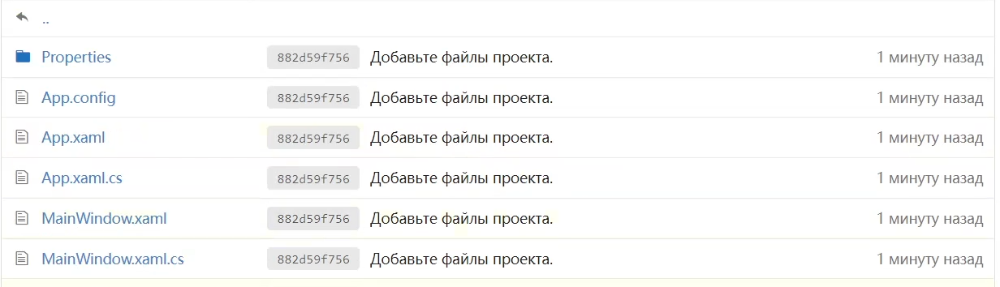 ..
Properties 882d59f756 Добавьте файлы проекта. 1 минуту назад
App.config 882d59f756 Добавьте файлы проекта. 1 минуту назад
App.xaml 882d59f756 Добавьте файлы проекта. 1 минуту назад
App.xaml.cs 882d59f756 Добавьте файлы проекта. 1 минуту назад
MainWindow.xaml 882d59f756 Добавьте файлы проекта. 1 минуту назад
MainWindow.xaml.cs 882d59f756 Добавьте файлы проекта. 1 минуту назад